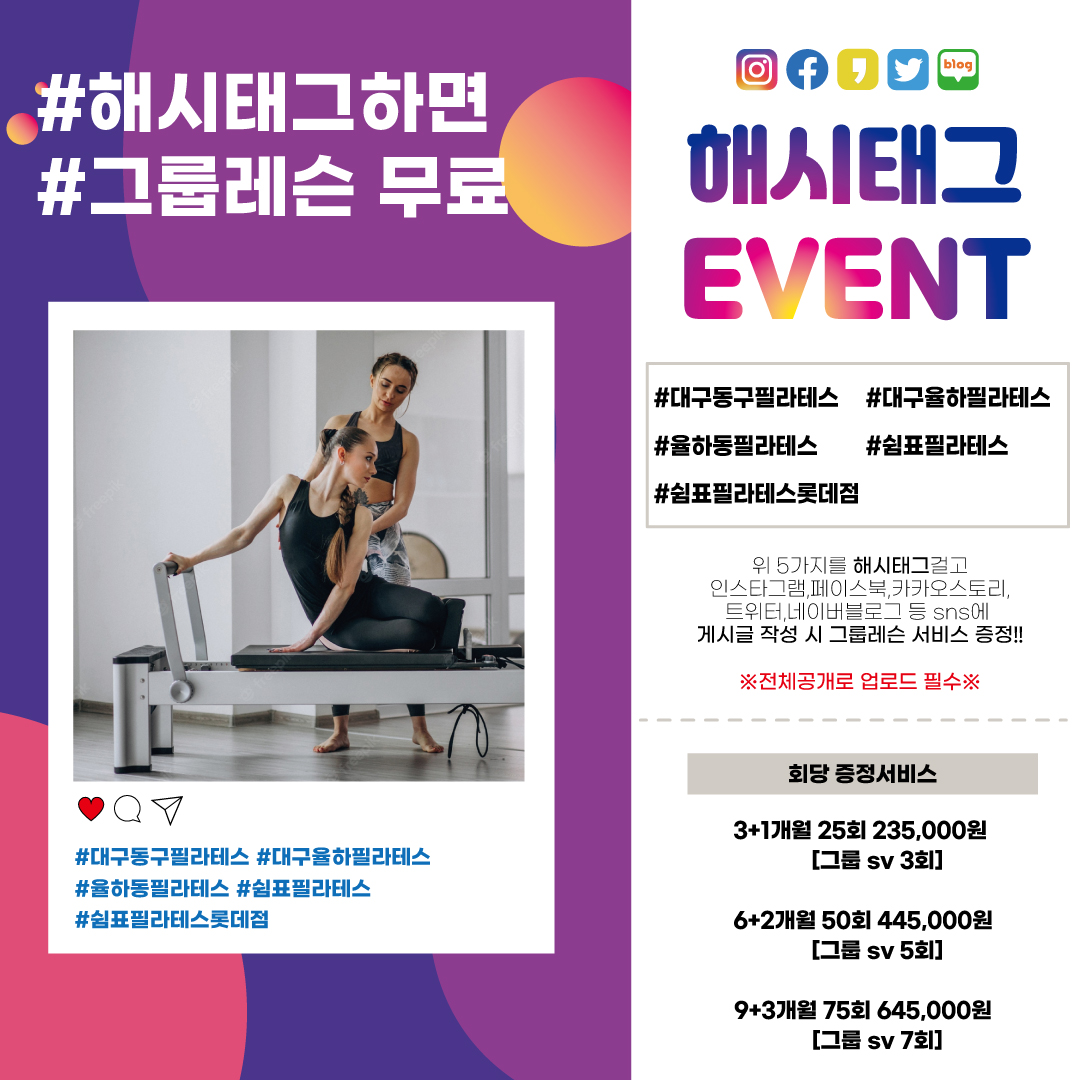 #해시태그하면
#그룹레슨 무료
#대구동구필라테스 #대구율하필라테스
#율하동필라테스 #쉼표필라테스
#쉼표필라테스롯데점
blog
해시태그
EVENT
#대구동구필라테스 #대구율하필라테스
#율하동필라테스 #쉼표필라테스
#쉼표필라테스롯데점
위 5가지를 해시태그걸고
인스타그램,페이스북,카카오스토리,
트위터,네이버블로그 등 sns에
게시글 작성 시 그룹레슨 서비스 증정!!
※전체공개로 업로드 필수※
회당 증정서비스
3+1개월 25회 235,000원
[그룹 sv 3회]
6+2개월 50회 445,000원
[그룹 sv 5회]
9+3개월 75회 645,000원
[그룹 sv 7회]